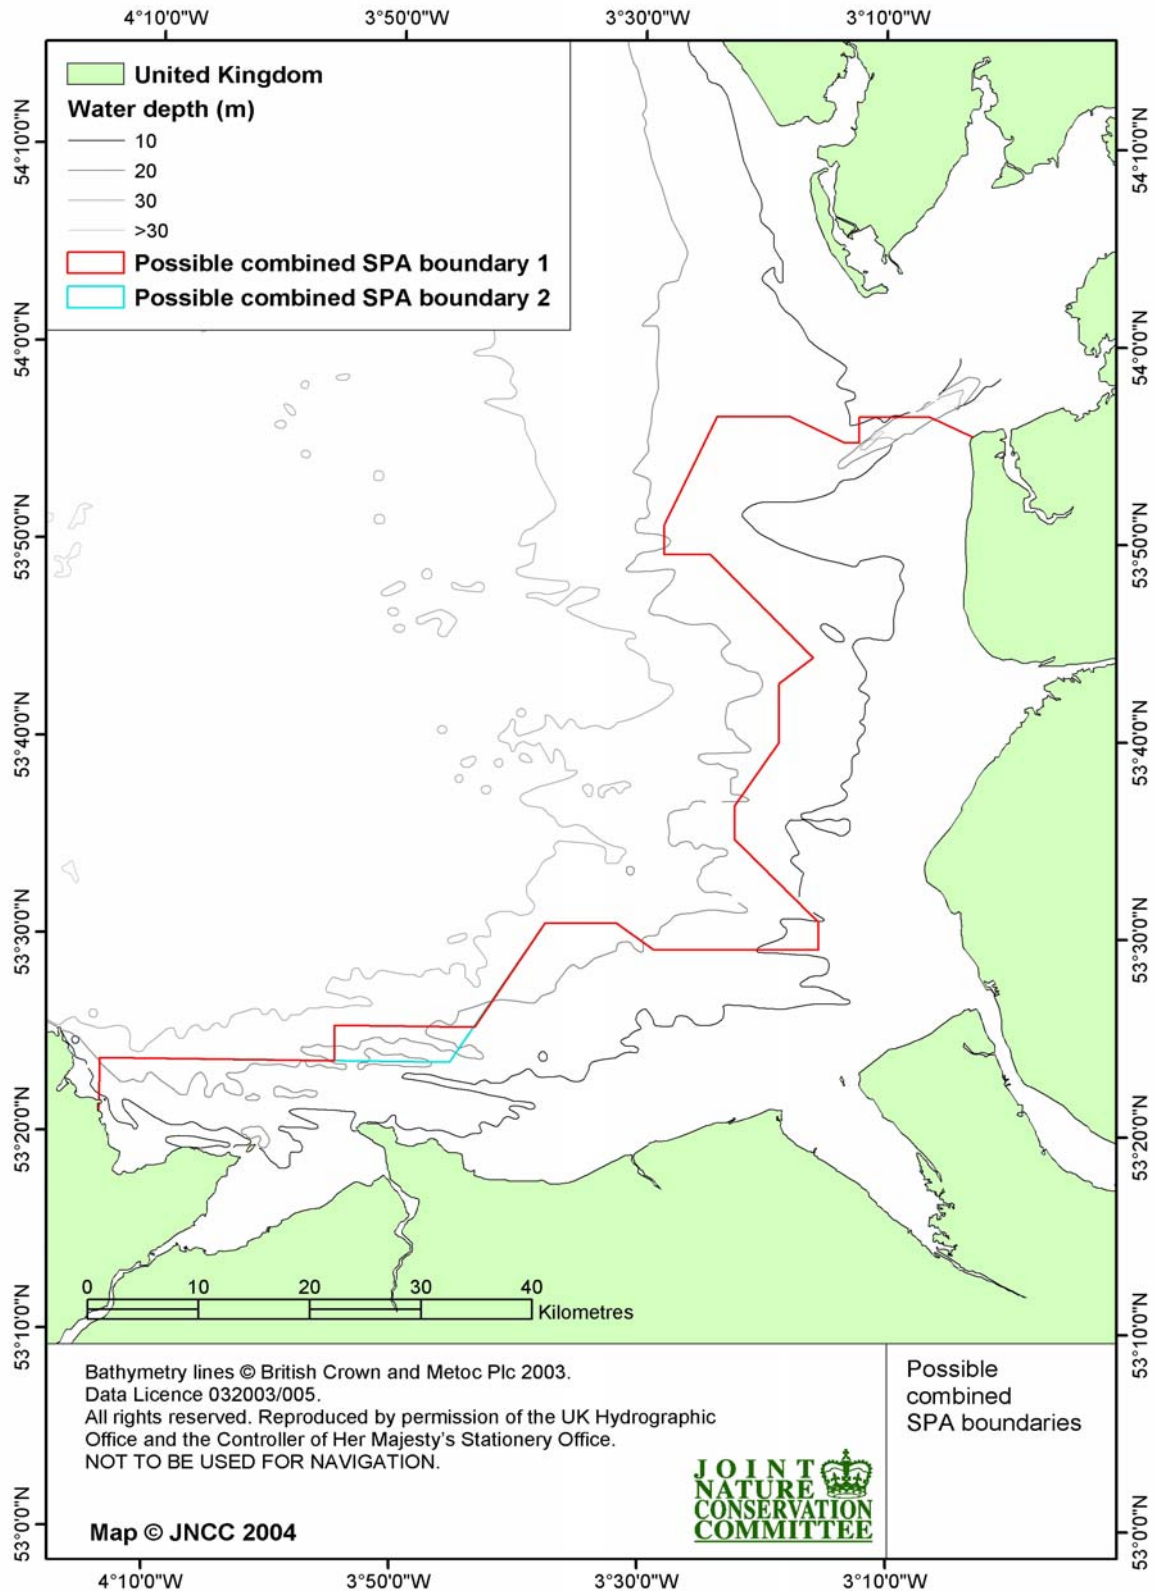 4°10'0"W
3°50'0"W
3°30'0"W
3°10'0"W
United Kingdom
Water depth (m)
10
20
30
>30
Possible combined SPA boundary 1
Possible combined SPA boundary 2
54°10'0"N
54°0'0"N
53°50'0"N
53°40'0"N
53°30'0"N
53°20'0"N
53°10'0"N
53°0'0"N
54°10'0"N
54°0'0"N
53°50'0"N
53°40'0"N
53°30'0"N
53°20'0"N
53°10'0"N
53°0'0"N
0 10 20 30 40
Kilometres
Bathymetry lines © British Crown and Metoc Plc 2003.
Data Licence 032003/005.
All rights reserved. Reproduced by permission of the UK Hydrographic
Office and the Controller of Her Majesty's Stationery Office.
NOT TO BE USED FOR NAVIGATION.
Map © JNCC 2004
JOINT
NATURE
CONSERVATION
COMMITTEE
Possible
combined
SPA boundaries
4°10'0"W
3°50'0"W
3°30'0"W
3°10'0"W